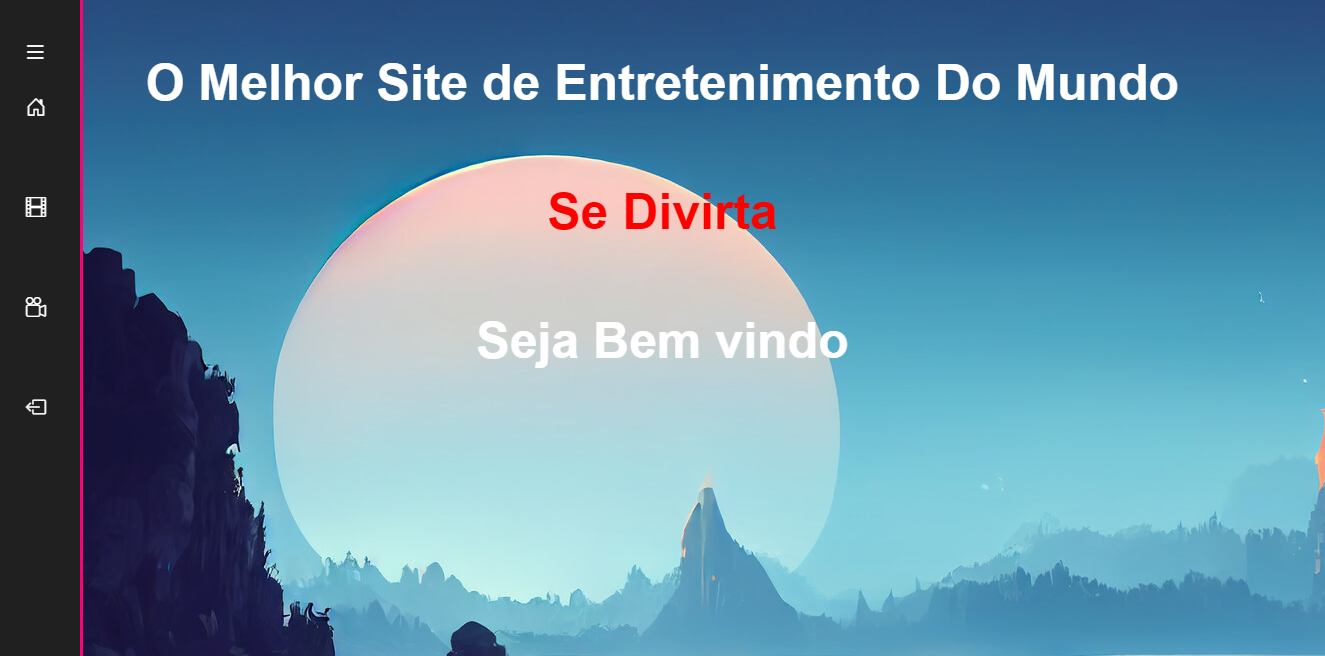 O Melhor Site de Entretenimento Do Mundo
Se Divirta
Seja Bem vindo